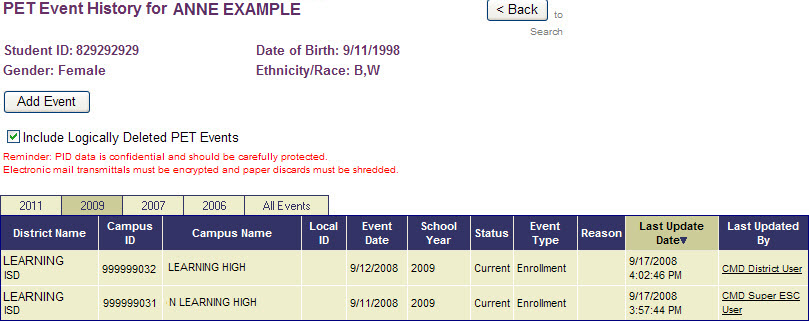 PET Event History for ANNE EXAMPLE
< Back to
Search
Student ID: 829292929 Date of Birth: 9/11/1998
Gender: Female Ethnicity/Race: B,W
Add Event
Include Logically Deleted PET Events
Reminder: PID data is confidential and should be carefully protected.
Electronic mail transmittals must be encrypted and paper discards must be shredded.
2011 2009 2007 2006 All Events
District Name Campus ID Campus Name Local ID Event Date School Year Status Event Type Reason Last Update Date▼ Last Updated By
LEARNING ISD 999999032 LEARNING HIGH 9/12/2008 2009 Current Enrollment 9/17/2008 4:02:46 PM CMD District User
LEARNING ISD 999999031 N LEARNING HIGH 9/11/2008 2009 Current Enrollment 9/17/2008 3:57:44 PM CMD Super ESC User